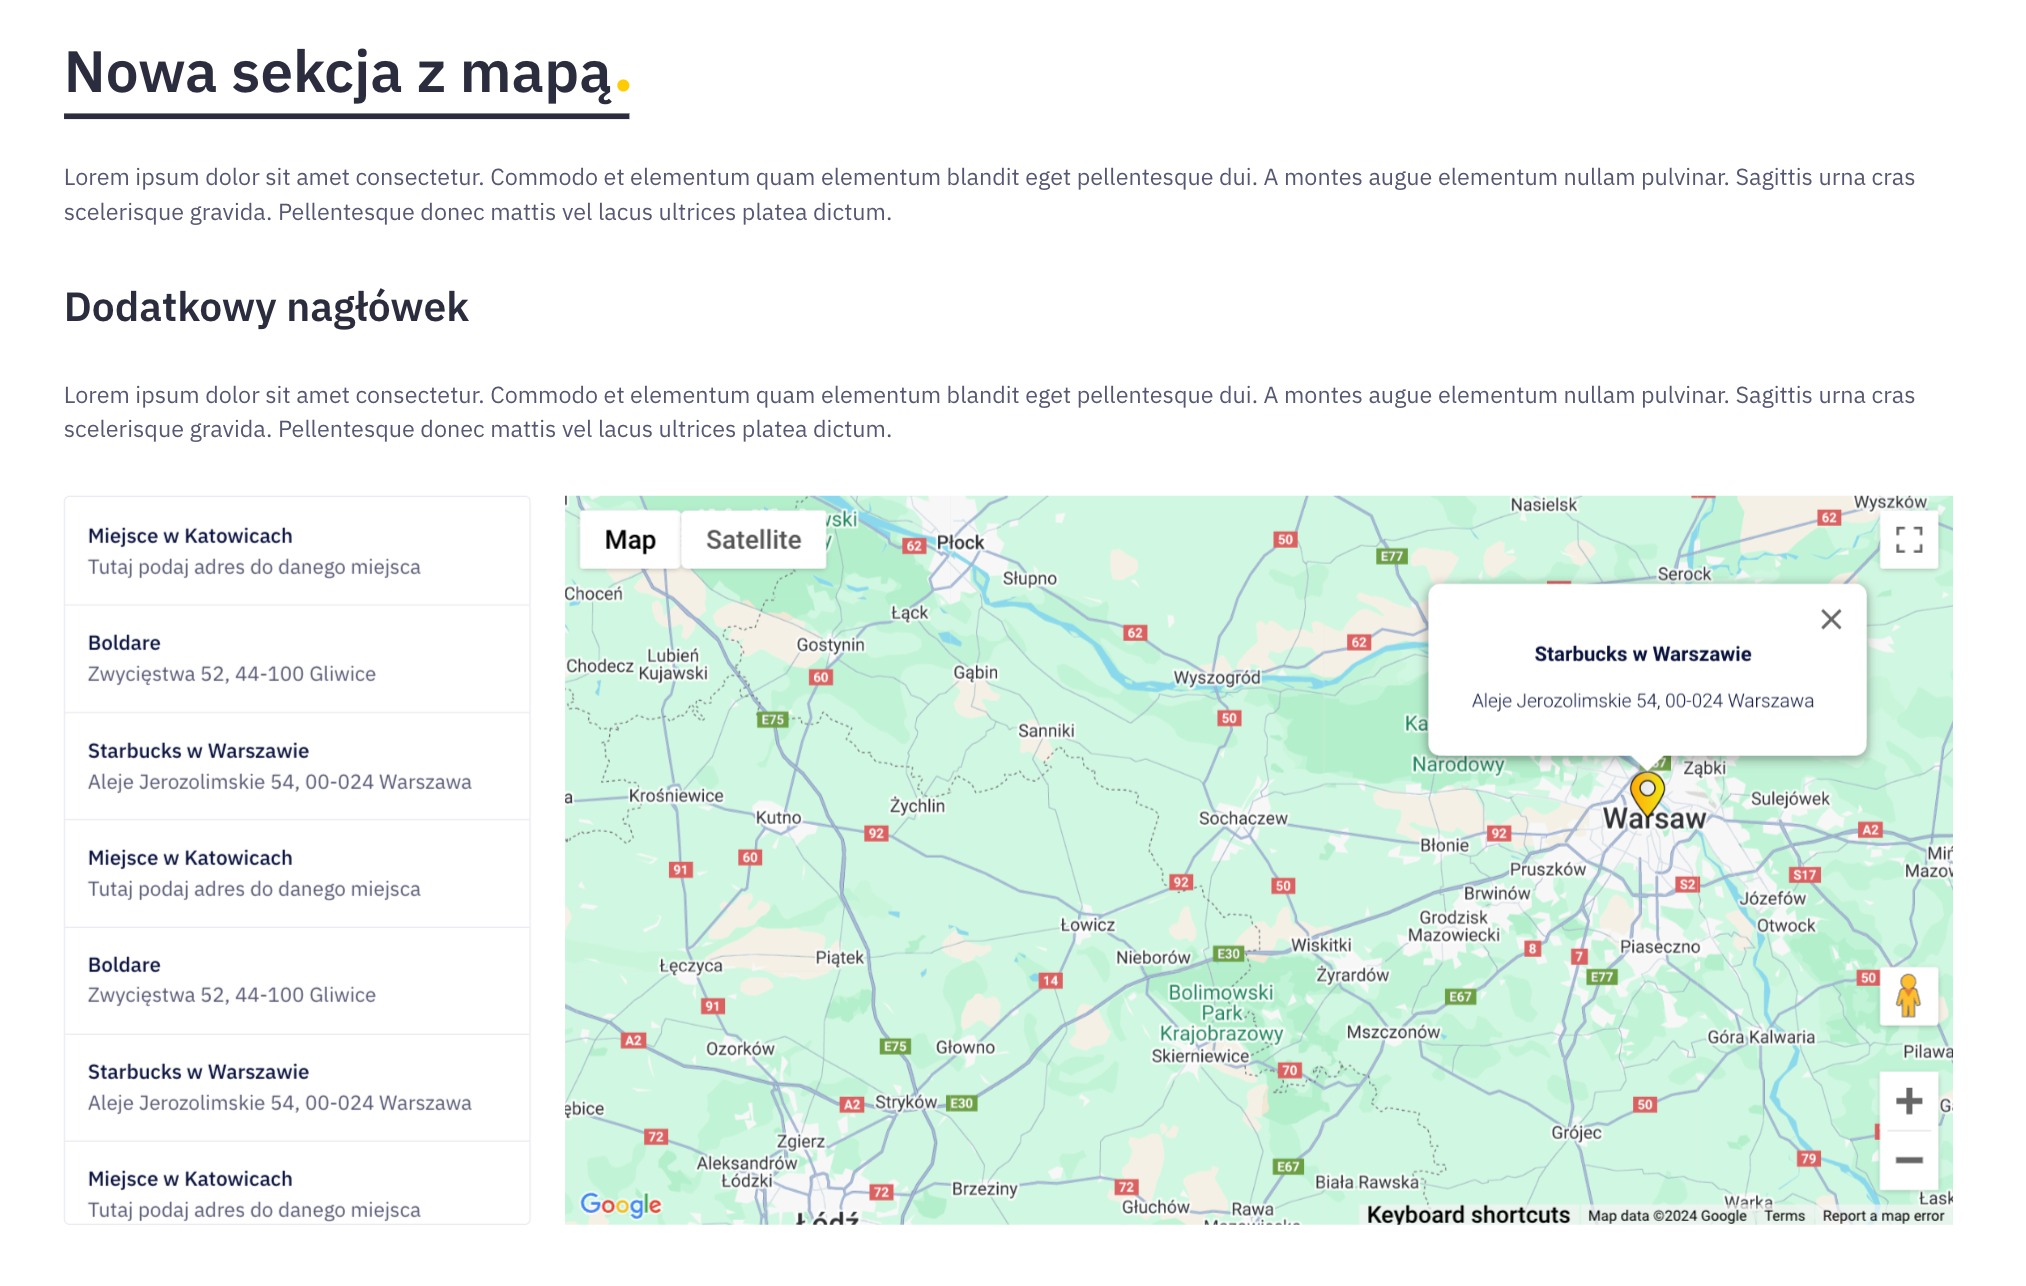 Nowa sekcja z mapą.
Lorem ipsum dolor sit amet consectetur. Commodo et elementum quam elementum blandit eget pellentesque dui. A montes augue elementum nullam pulvinar. Sagittis urna cras
scelerisque gravida. Pellentesque donec mattis vel lacus ultrices platea dictum.
Dodatkowy nagłówek
Lorem ipsum dolor sit amet consectetur. Commodo et elementum quam elementum blandit eget pellentesque dui. A montes augue elementum nullam pulvinar. Sagittis urna cras
scelerisque gravida. Pellentesque donec mattis vel lacus ultrices platea dictum.
Miejsce w Katowicach
Tutaj podaj adres do danego miejsca
Boldare
Zwycięstwa 52, 44-100 Gliwice
Starbucks w Warszawie
Aleje Jerozolimskie 54, 00-024 Warszawa
Miejsce w Katowicach
Tutaj podaj adres do danego miejsca
Boldare
Zwycięstwa 52, 44-100 Gliwice
Starbucks w Warszawie
Aleje Jerozolimskie 54, 00-024 Warszawa
Miejsce w Katowicach
Tutaj podaj adres do danego miejsca
Map
Satellite
Nasielsk
Wyszków
62
62
Płock
50
E77
Słupno
Serock
Choceń
Łąck
62
62
Gostynin
Lubień
Kujawski
Chodecz
60
Gąbin
Wyszogród
Starbucks w Warszawie
Aleje Jerozolimskie 54, 00-024 Warszawa
E75
50
Sanniki
Narodowy
Ząbki
Krośniewice
Żychlin
Sulejówek
Kutno
92
Sochaczew
92
Warsaw
A2
Błonie
60
91
92
50
Pruszków
S2
S17
Brwinów
Józefów
Łowicz
Grodzisk
Mazowiecki
Otwock
Wiskitki
8
7
Piaseczno
Łęczyca
Piątek
Nieborów
E30
14
Żyrardów
E77
50
91
Bolimowski
Park
Krajobrazowy
E67
A2
Ozorków
E75
Głowno
Skierniewice
Mszczonów
Góra Kalwaria
Pilawa
70
A2
Stryków
E30
50
72
Zgierz
Grójec
Aleksandrów
Łódzki
E67
79
72
Brzeziny
72
Biała Rawska
Głuchów
Rawa
Warka
Łódź
Google
Keyboard shortcuts
Map data ©2024 Google
Terms
Report a map error